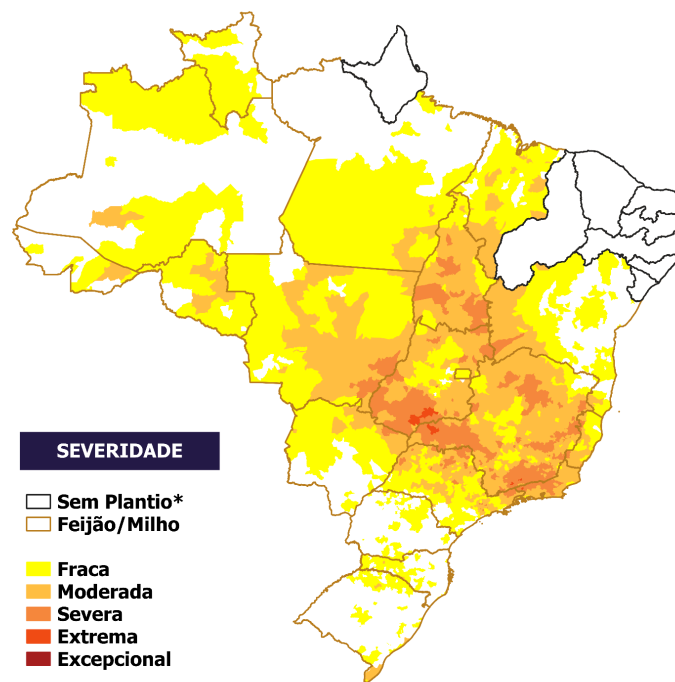 SEVERIDADE
Sem Plantio*
Feijão/Milho
Fraca
Moderada
Severa
Extrema
Excepcional